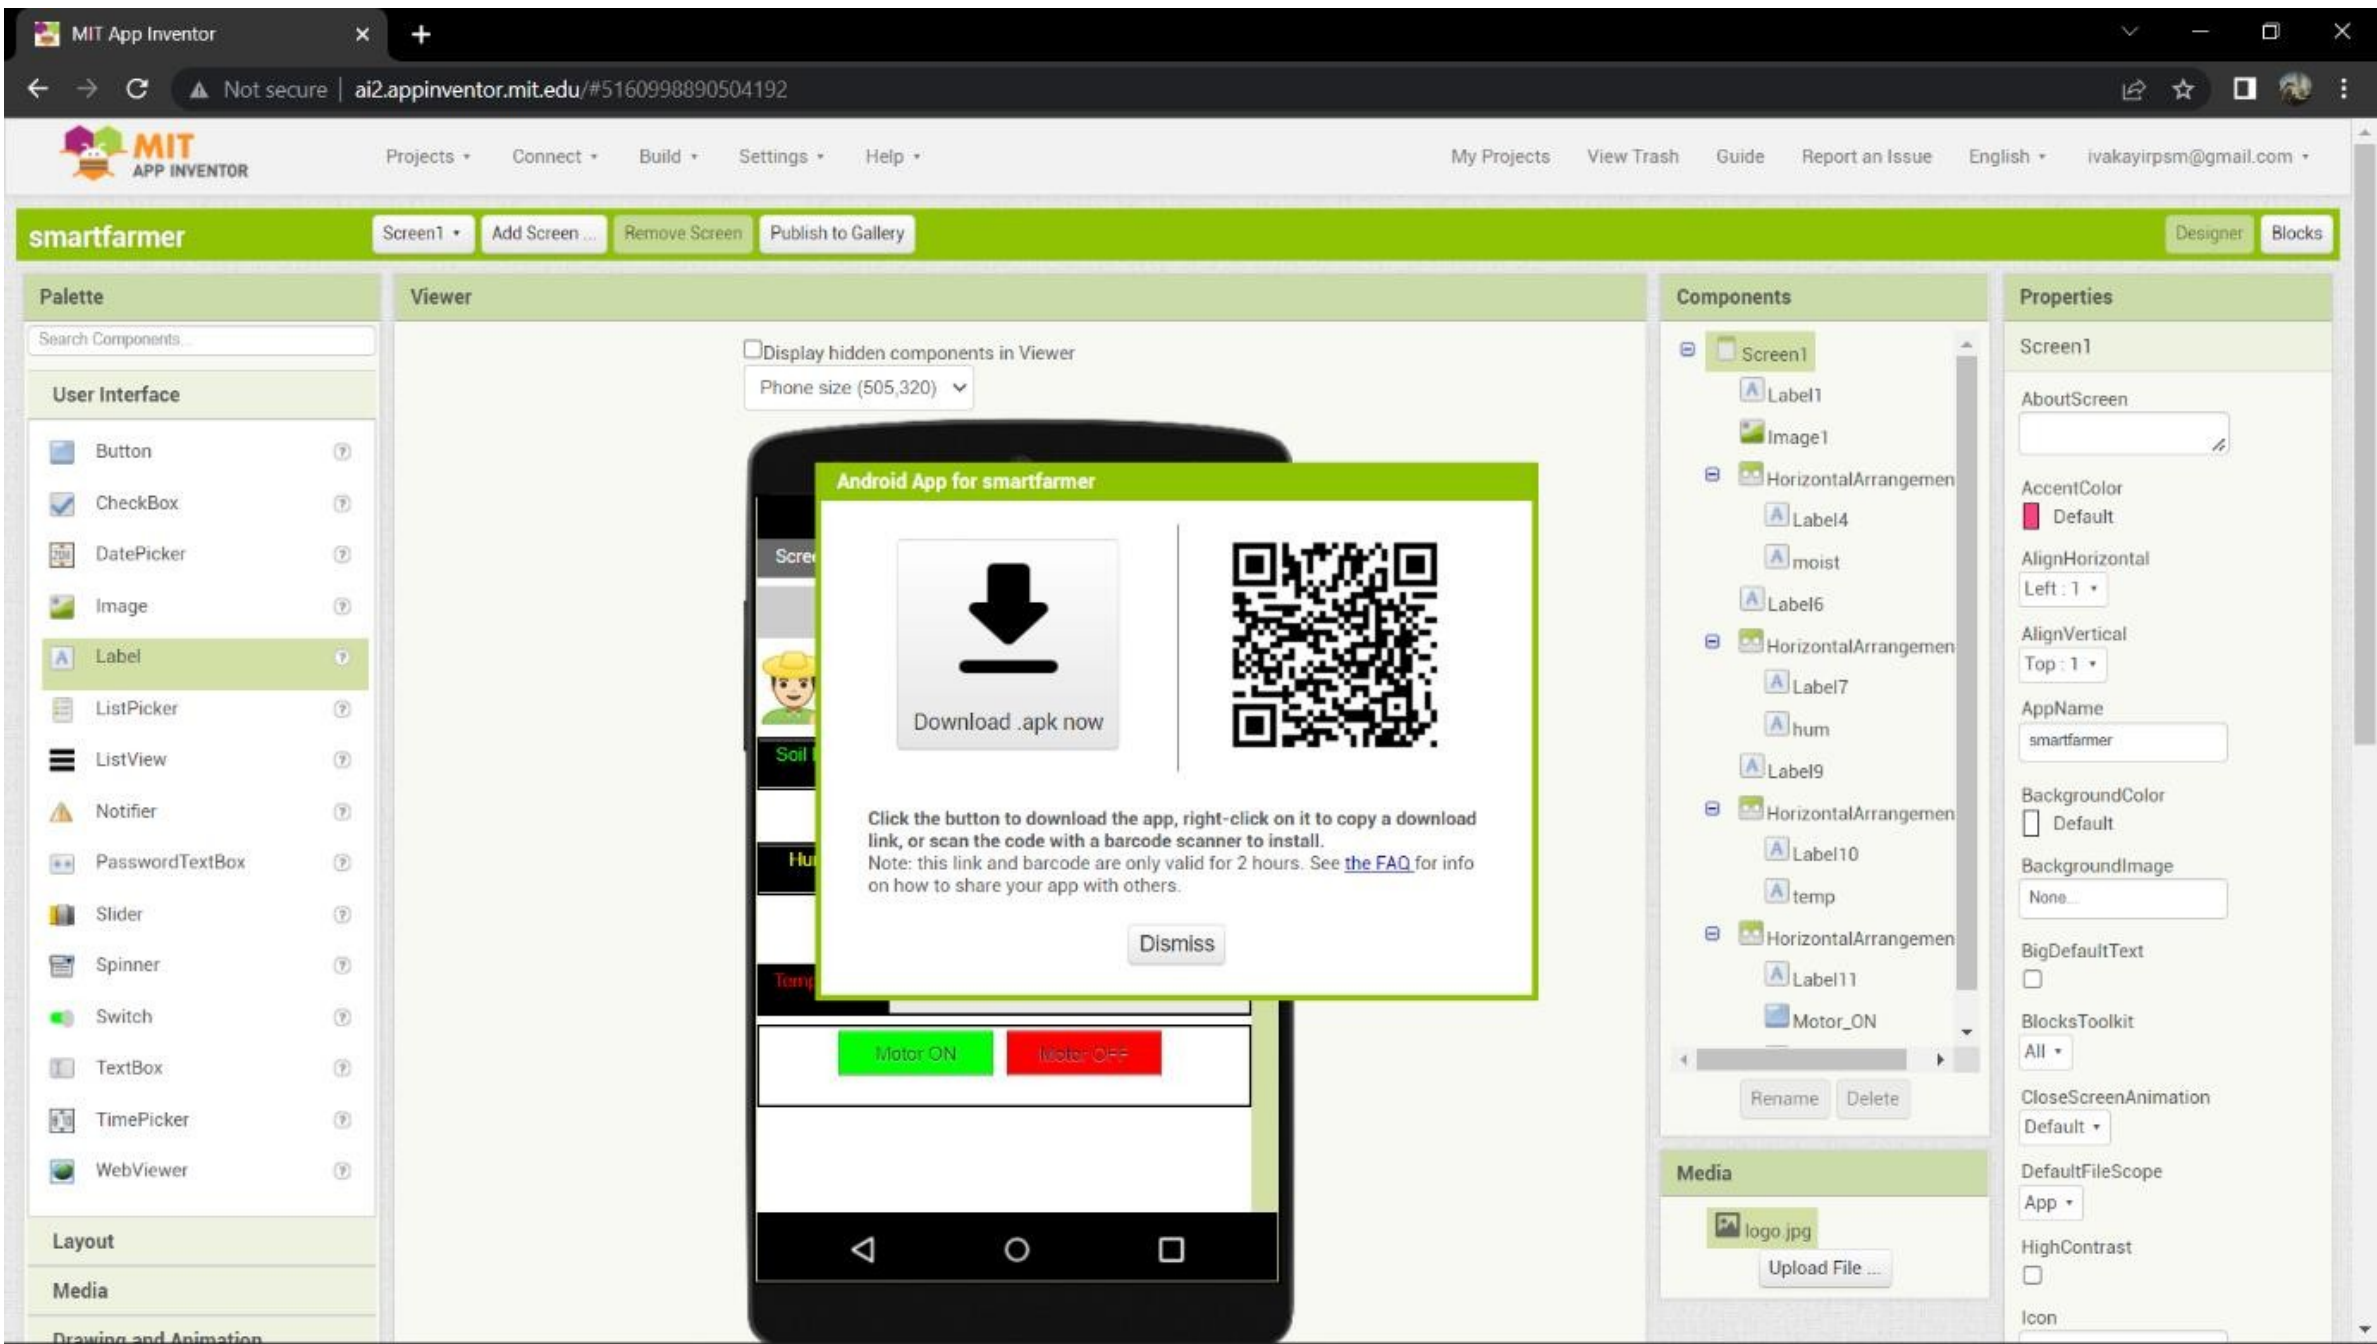 MIT App Inventor
Not secure | ai2.appinventor.mit.edu/#5160998890504192
MIT
APP INVENTOR
Projects Connect Build Settings Help My Projects View Trash Guide Report an Issue English ivakayirpsm@gmail.com
smartfarmer Screen1 Add Screen ... Remove Screen Publish to Gallery Designer Blocks
Palette
Search Components...
User Interface
Button
CheckBox
DatePicker
Image
Label
ListPicker
ListView
Notifier
PasswordTextBox
Slider
Spinner
Switch
TextBox
TimePicker
WebViewer
Layout
Media
Drawing and Animation
Viewer
Display hidden components in Viewer
Phone size (505,320)
Scree
Soil
Hu
Temp
Motor ON Motor OFF
Android App for smartfarmer
Download .apk now
Click the button to download the app, right-click on it to copy a download
link, or scan the code with a barcode scanner to install.
Note: this link and barcode are only valid for 2 hours. See the FAQ for info
on how to share your app with others.
Dismiss
Components
Screen1
Label1
Image1
HorizontalArrangemen
Label4
moist
Label6
HorizontalArrangemen
Label7
hum
Label9
HorizontalArrangemen
Label10
temp
HorizontalArrangemen
Label11
Motor_ON
Rename Delete
Media
logo.jpg
Upload File ...
Properties
Screen1
AboutScreen
AccentColor
Default
AlignHorizontal
Left : 1
AlignVertical
Top : 1
AppName
smartfarmer
BackgroundColor
Default
BackgroundImage
None...
BigDefaultText
BlocksToolkit
All
CloseScreenAnimation
Default
DefaultFileScope
App
HighContrast
Icon